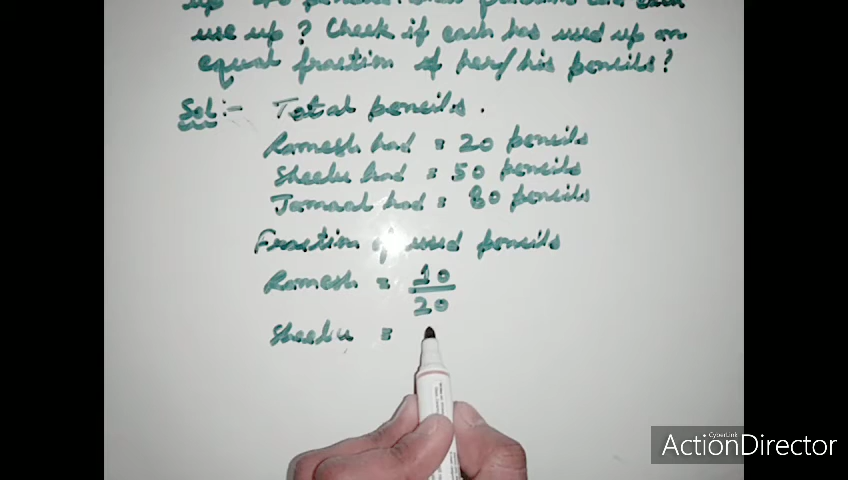 use up? Check if each has used up an
equal fraction of her/his pencils?
Sol:- Total pencils.
Ramesh had = 20 pencils
Sheelu had = 50 pencils
Jamaal had = 80 pencils
Fraction of used pencils
Ramesh = 10/20
Sheelu =
CyberLink
ActionDirector